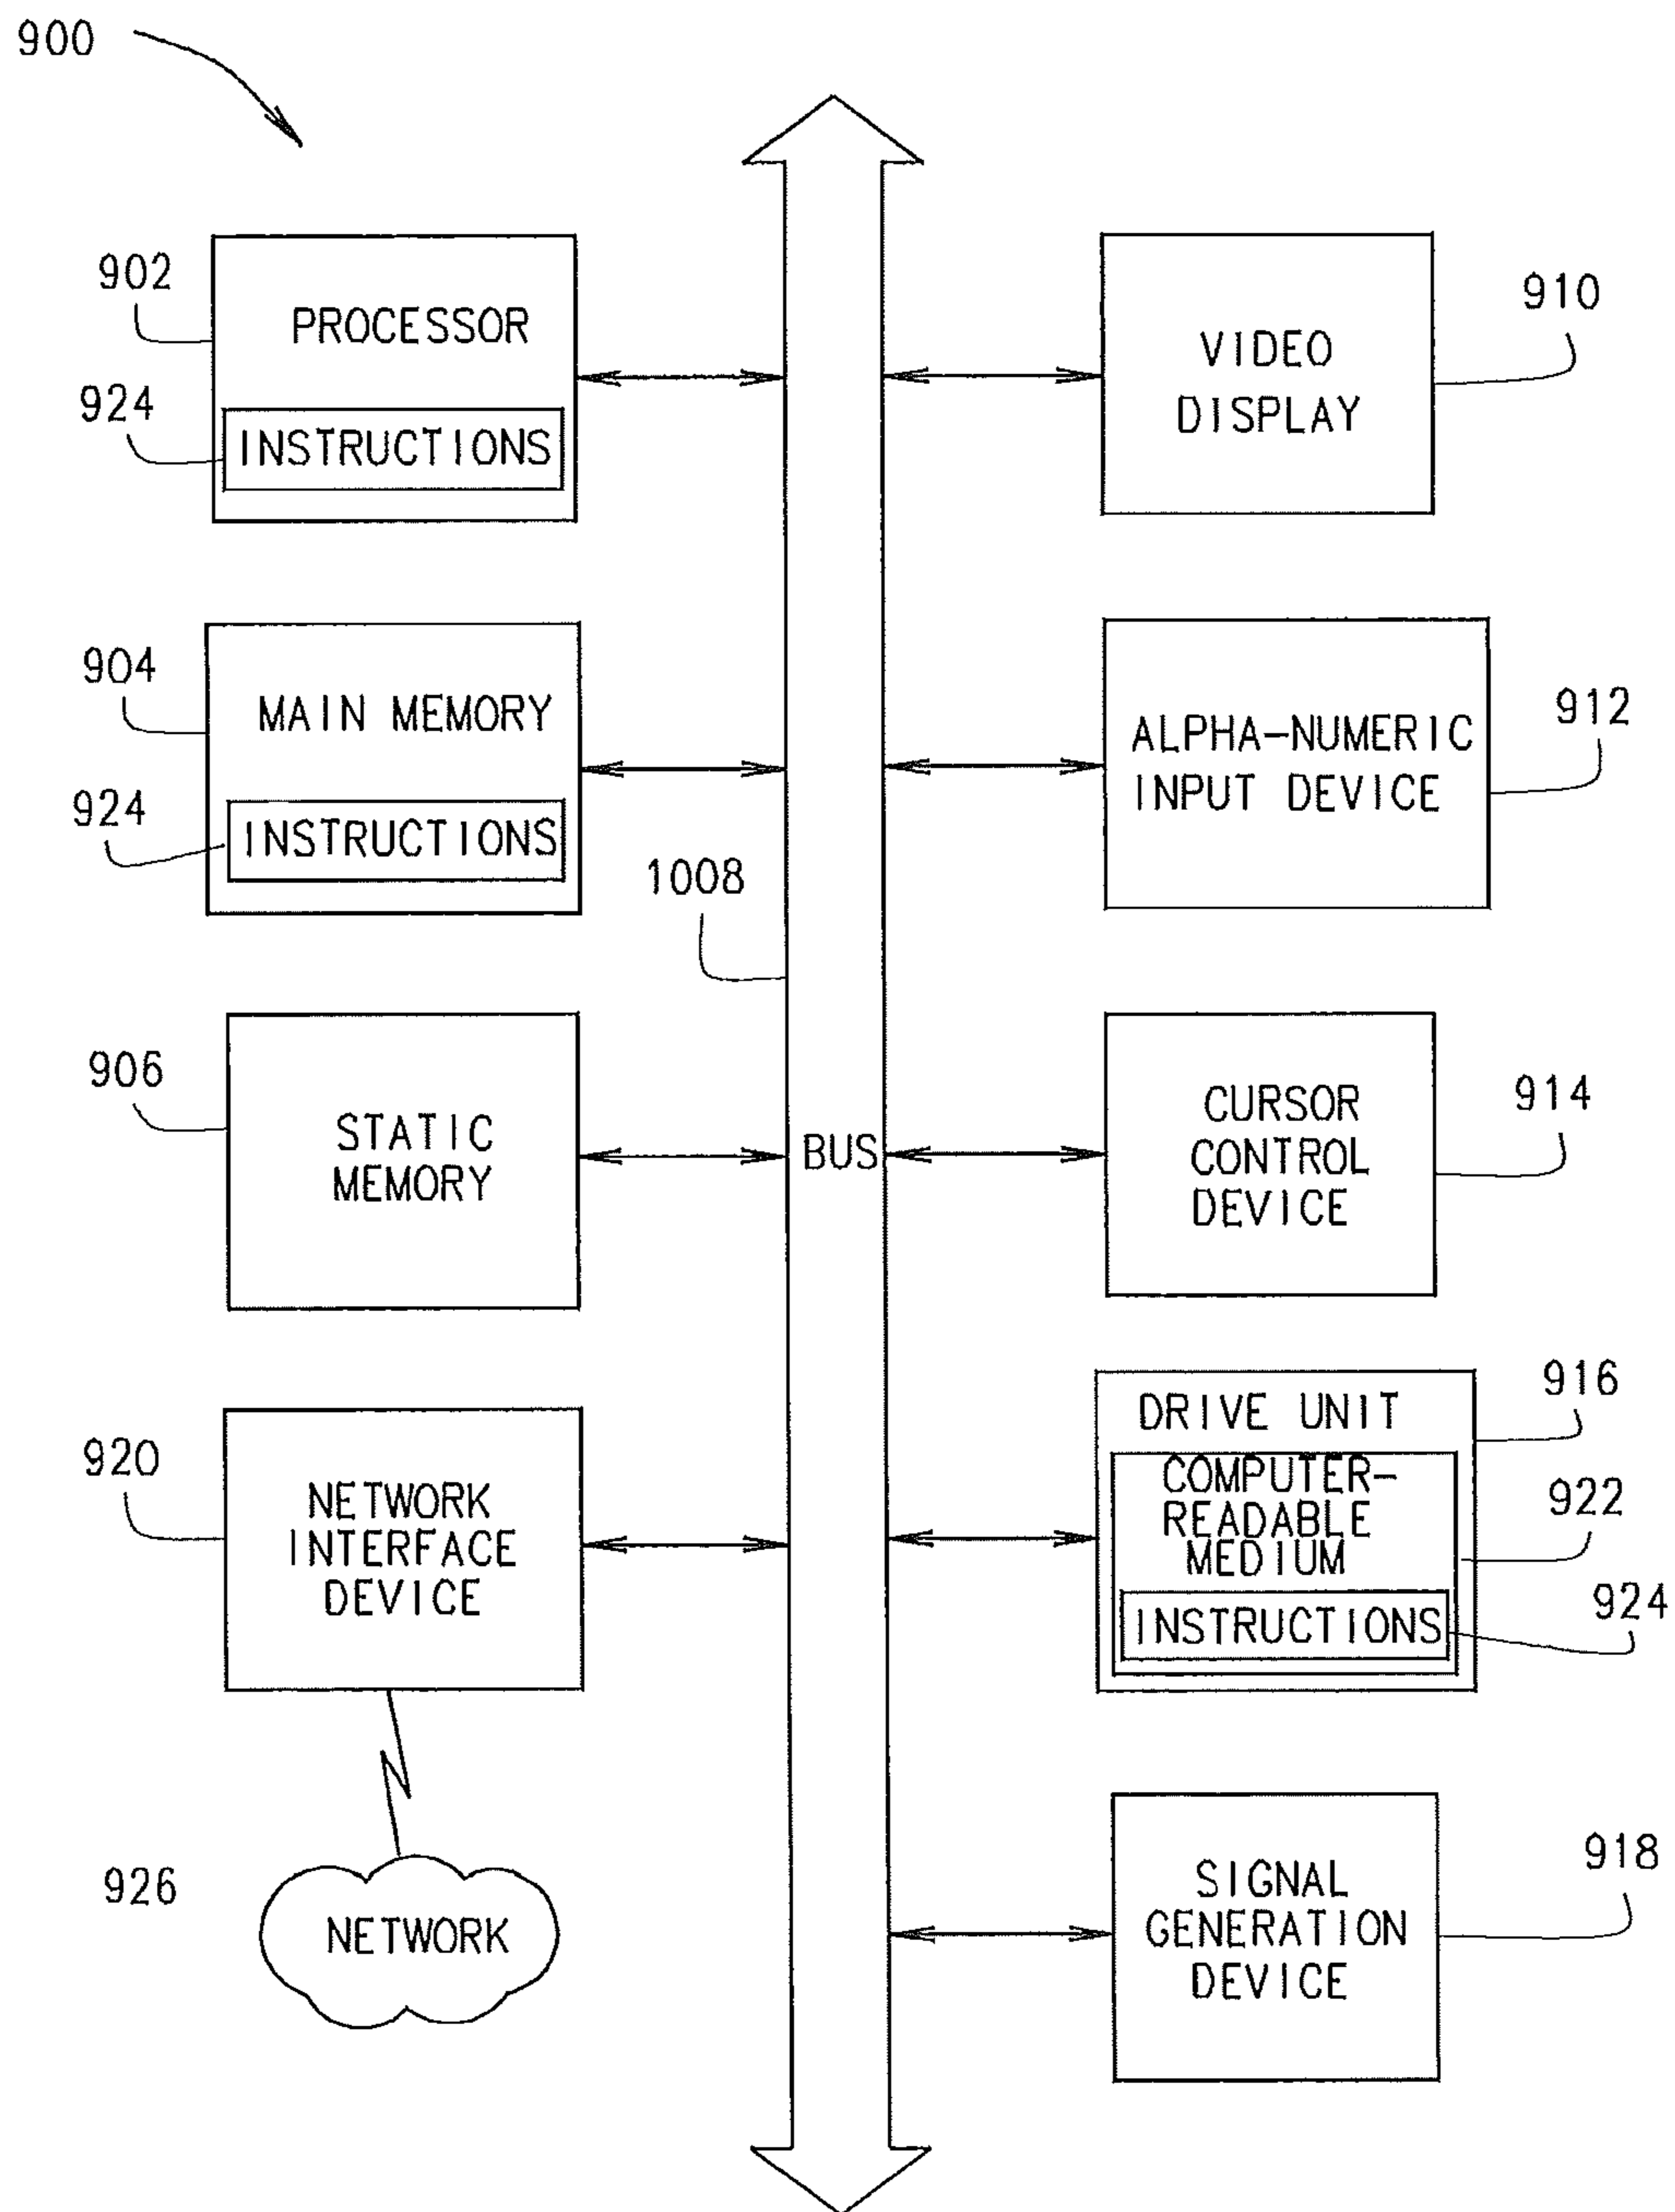 900
902
PROCESSOR
924
INSTRUCTIONS
910
VIDEO
DISPLAY
904
MAIN MEMORY
924
INSTRUCTIONS
1008
912
ALPHA-NUMERIC
INPUT DEVICE
906
STATIC
MEMORY
BUS
914
CURSOR
CONTROL
DEVICE
920
NETWORK
INTERFACE
DEVICE
916
DRIVE UNIT
922
COMPUTER-
READABLE
MEDIUM
924
INSTRUCTIONS
926
NETWORK
918
SIGNAL
GENERATION
DEVICE